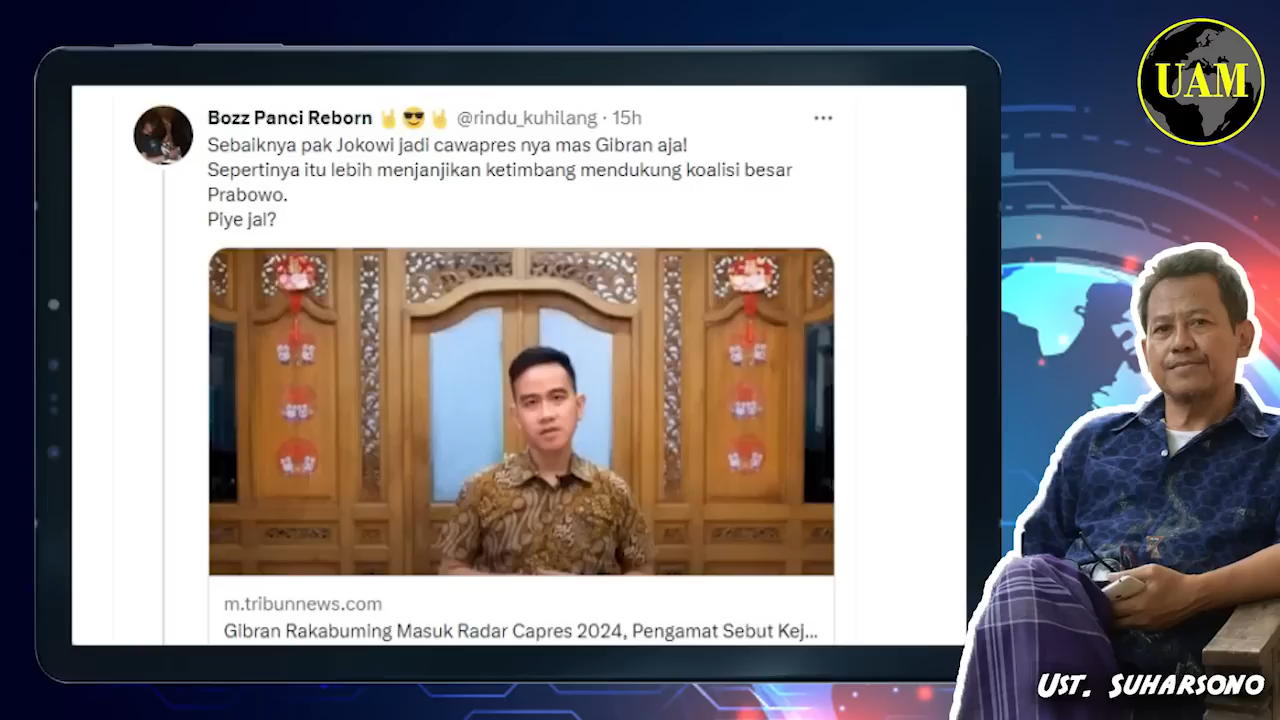 Bozz Panci Reborn 🤘😎🤘 @rindu_kuhilang · 15h
Sebaiknya pak Jokowi jadi cawapres nya mas Gibran aja!
Sepertinya itu lebih menjanjikan ketimbang mendukung koalisi besar
Prabowo.
Piye jal?
m.tribunnews.com
Gibran Rakabuming Masuk Radar Capres 2024, Pengamat Sebut Kej...
UAM
UST. SUHARSONO